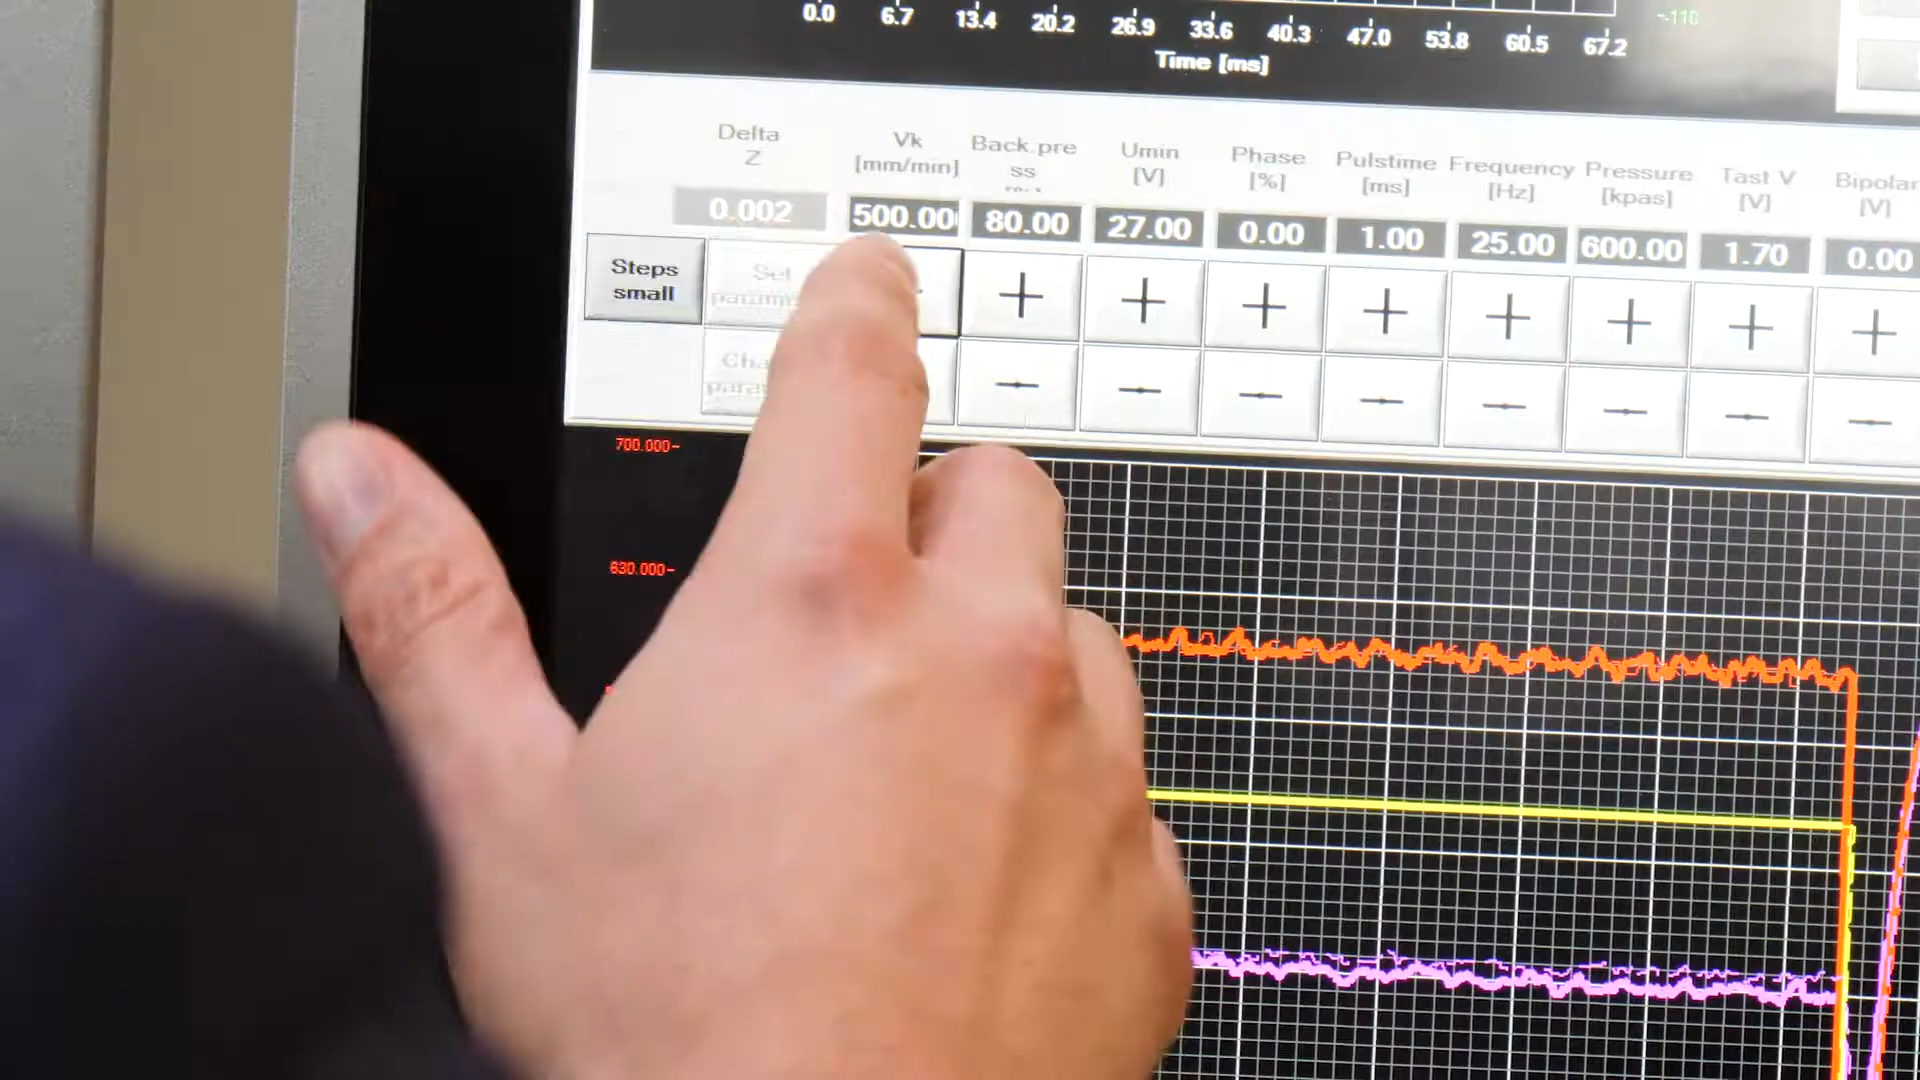 -110
0.0 6.7 13.4 20.2 26.9 33.6 40.3 47.0 53.8 60.5 67.2
Time [ms]
Delta Z
Vk [mm/min]
Back.pre ss
Umin [V]
Phase [%]
Pulstime [ms]
Frequency [Hz]
Pressure [kpas]
Tast V [V]
Bipolar [V]
0.002 500.00 80.00 27.00 0.00 1.00 25.00 600.00 1.70 0.00
Steps small
Set
+ + + + + + + +
- - - - - - - -
700.000-
630.000-